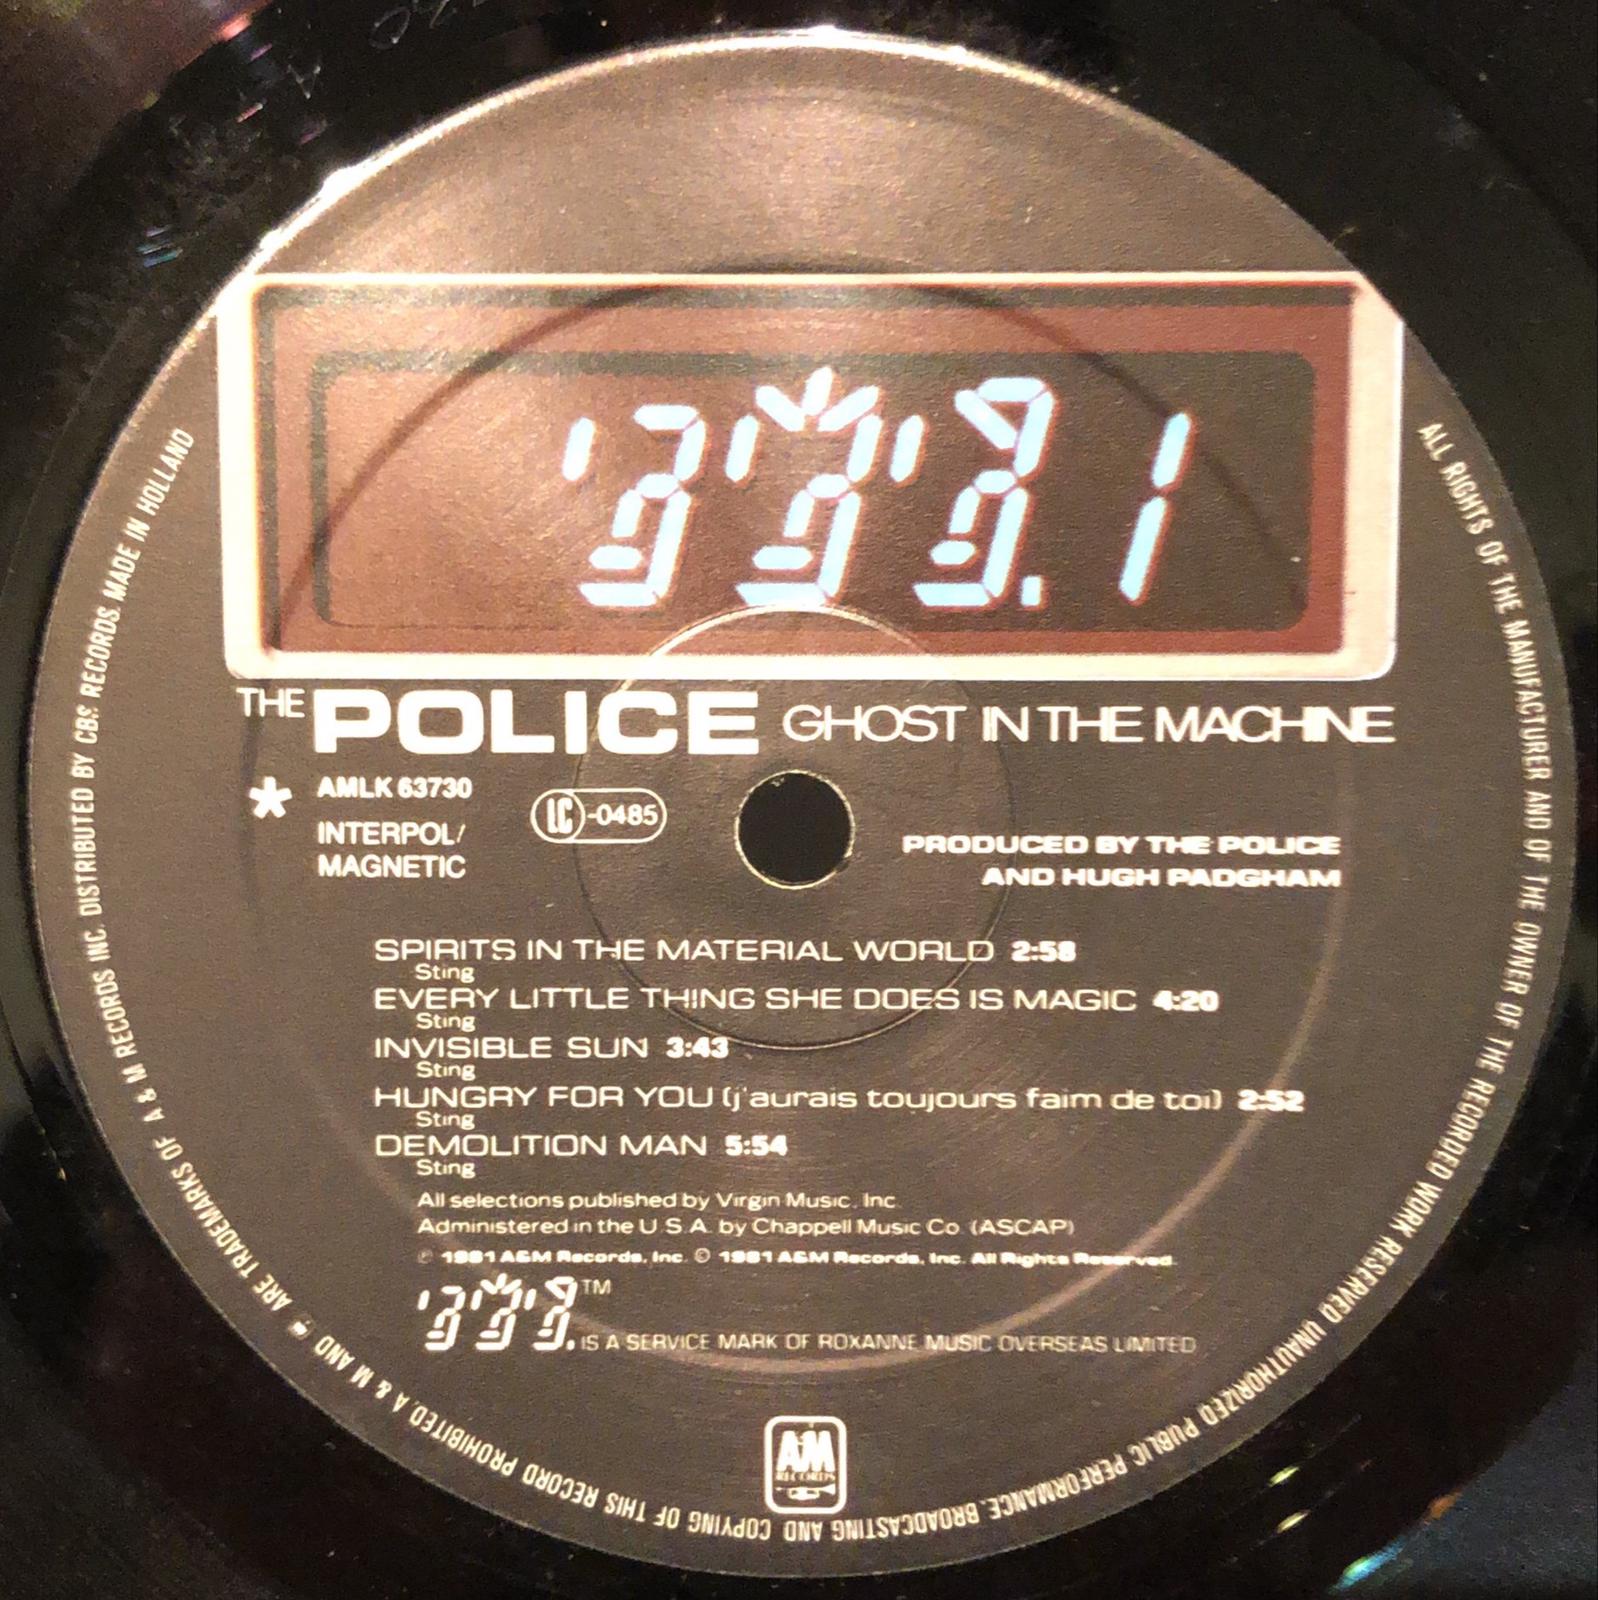 .1
THE POLICE GHOST IN THE MACHINE
* AMLK 63730
INTERPOL/
MAGNETIC
LC-0485
PRODUCED BY THE POLICE
AND HUGH PADGHAM
SPIRITS IN THE MATERIAL WORLD 2:58
Sting
EVERY LITTLE THING SHE DOES IS MAGIC 4:20
Sting
INVISIBLE SUN 3:43
Sting
HUNGRY FOR YOU (j'aurais toujours faim de toi) 2:52
Sting
DEMOLITION MAN 5:54
Sting
All selections published by Virgin Music, Inc.
Administered in the U.S.A. by Chappell Music Co. (ASCAP)
℗ 1981 A&M Records, Inc. © 1981 A&M Records, Inc. All Rights Reserved.
TM IS A SERVICE MARK OF ROXANNE MUSIC OVERSEAS LIMITED
A&M
RECORDS
ALL RIGHTS OF THE MANUFACTURER AND OF THE OWNER OF THE RECORDED WORK RESERVED UNAUTHORIZED PUBLIC PERFORMANCE, BROADCASTING AND COPYING OF THIS RECORD PROHIBITED. A & M AND ARE TRADEMARKS OF A & M RECORDS INC. DISTRIBUTED BY CBS RECORDS. MADE IN HOLLAND